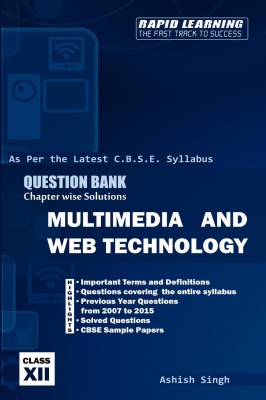 RAPID LEARNING
THE FAST TRACK TO SUCCESS
As Per the Latest C.B.S.E. Syllabus
QUESTION BANK
Chapter wise Solutions
MULTIMEDIA AND
WEB TECHNOLOGY
HIGHLIGHTS
• Important Terms and Definitions
• Questions covering the entire syllabus
• Previous Year Questions
from 2007 to 2015
• Solved Questions
• CBSE Sample Papers
CLASS
XII
Ashish Singh